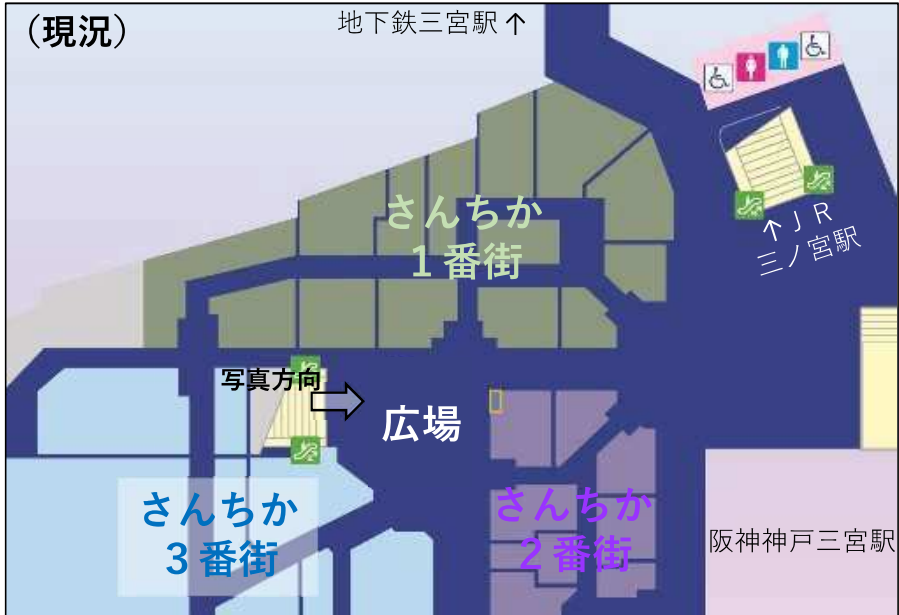 (現況)
地下鉄三宮駅↑
さんちか
1番街
↑JR
三ノ宮駅
写真方向
広場
さんちか
3番街
さんちか
2番街
阪神神戸三宮駅